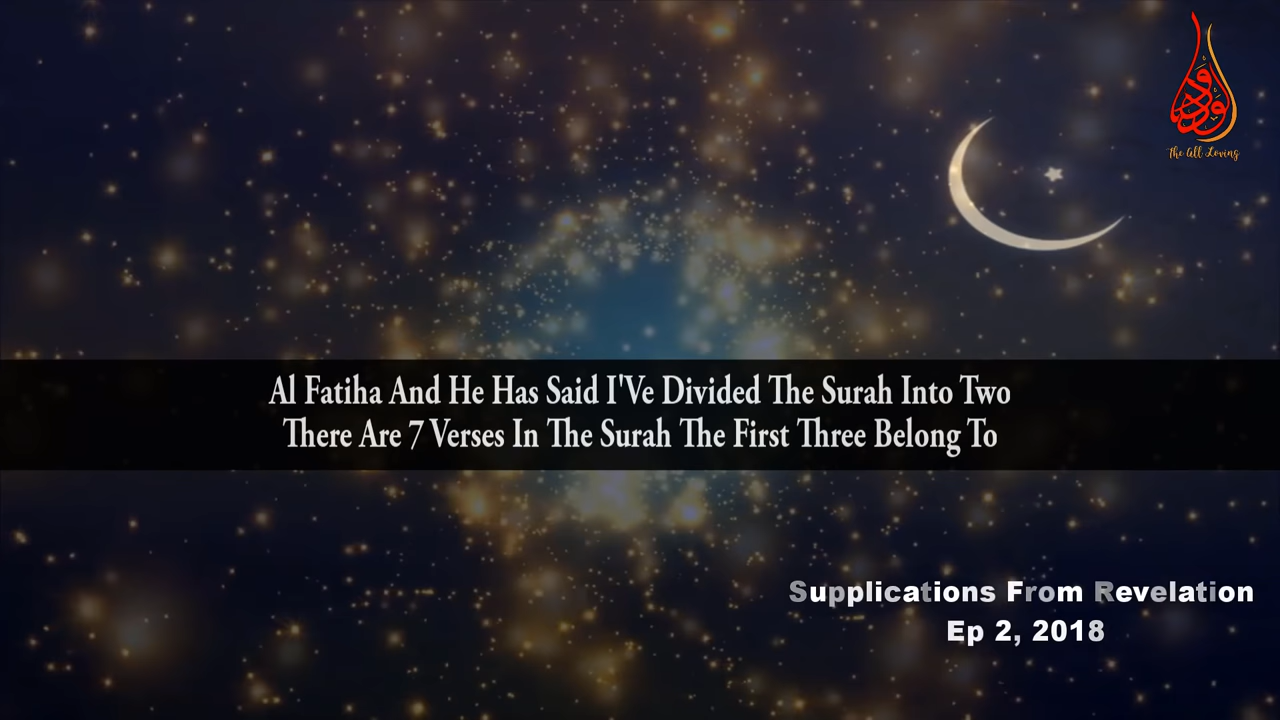 الودود
The All Loving
Al Fatiha And He Has Said I'Ve Divided The Surah Into Two
There Are 7 Verses In The Surah The First Three Belong To
Supplications From Revelation
Ep 2, 2018